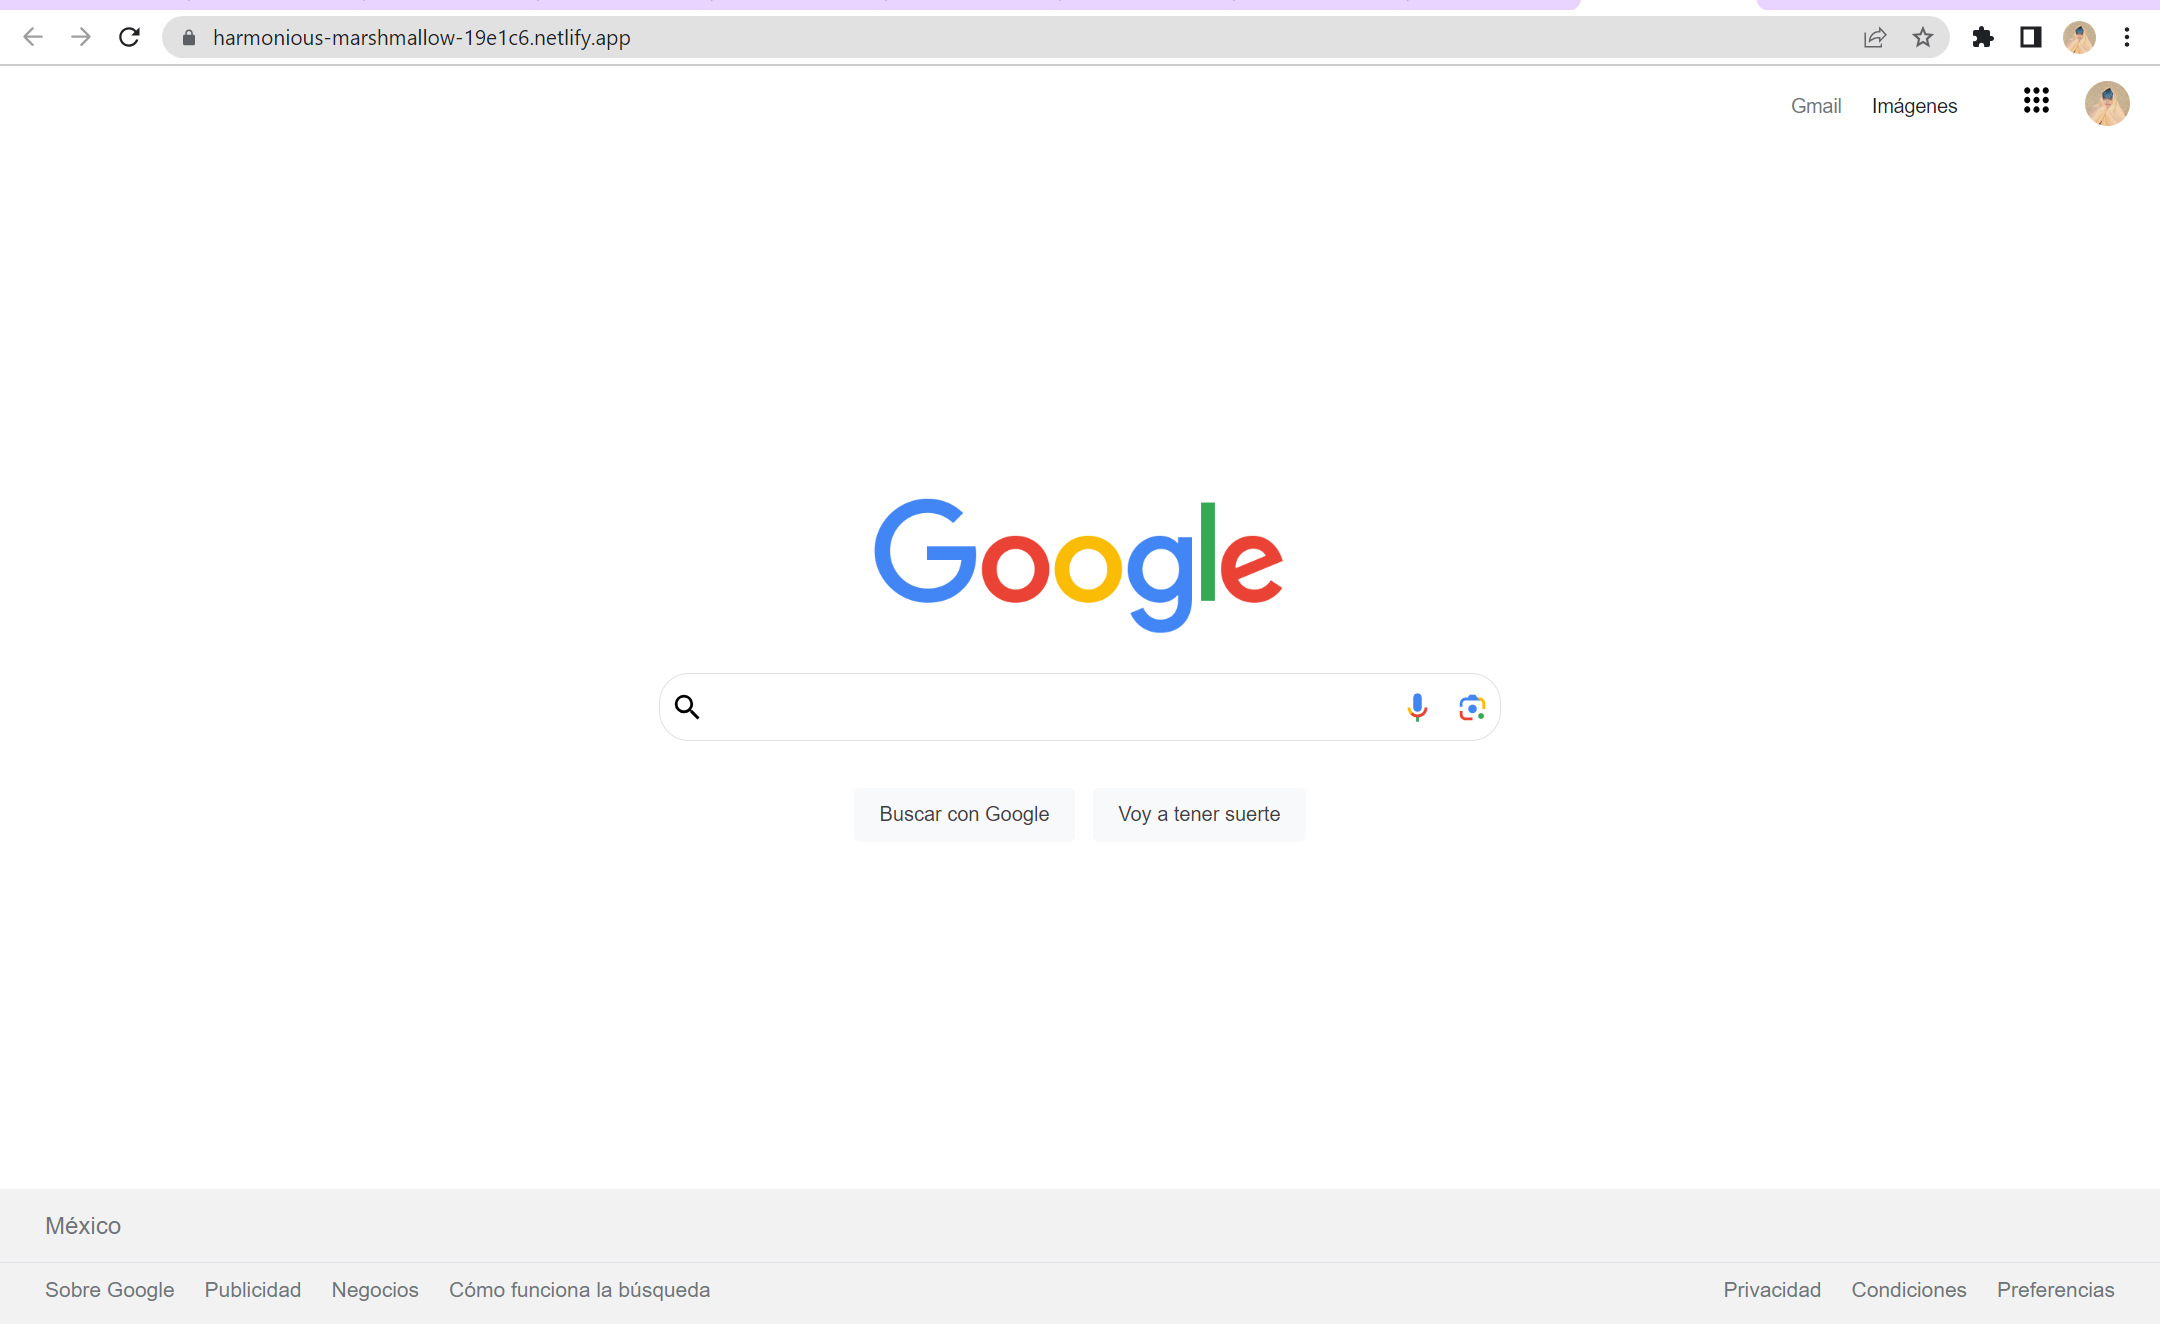 harmonious-marshmallow-19e1c6.netlify.app
Gmail Imágenes
Google
Buscar con Google Voy a tener suerte
México
Sobre Google Publicidad Negocios Cómo funciona la búsqueda Privacidad Condiciones Preferencias